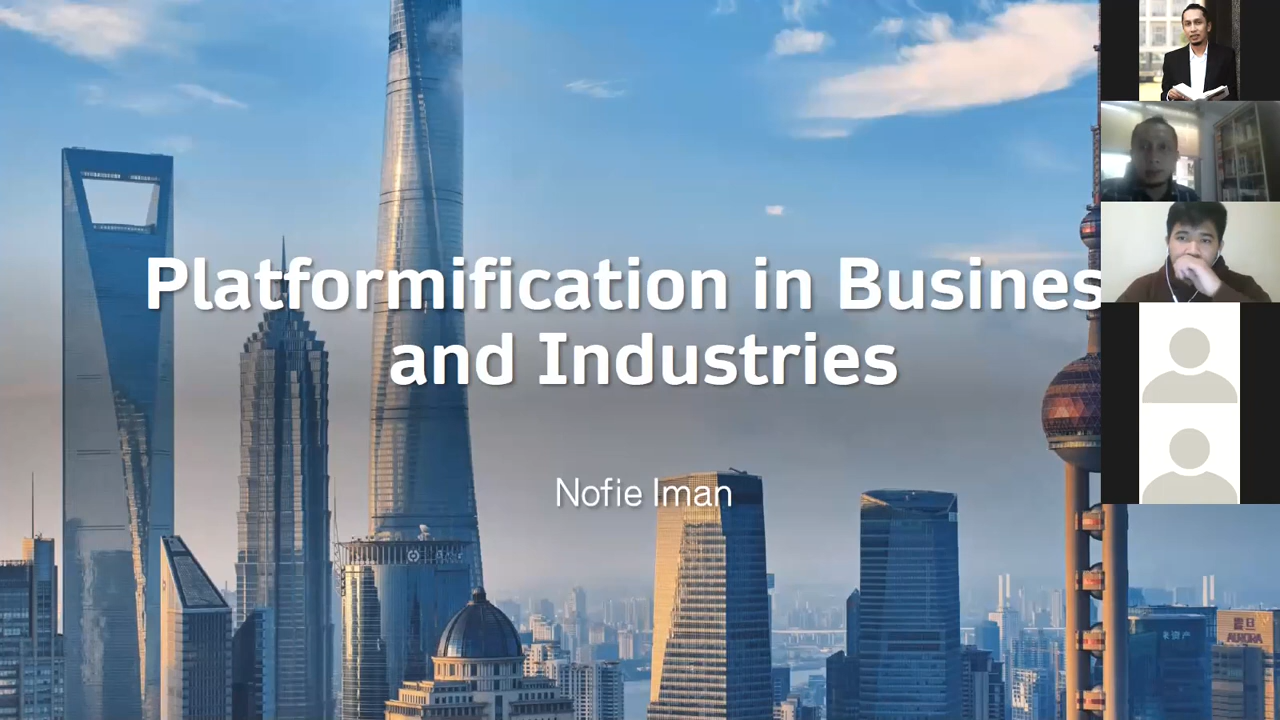 Platformification in Busines
and Industries
Nofie Iman
AURORA